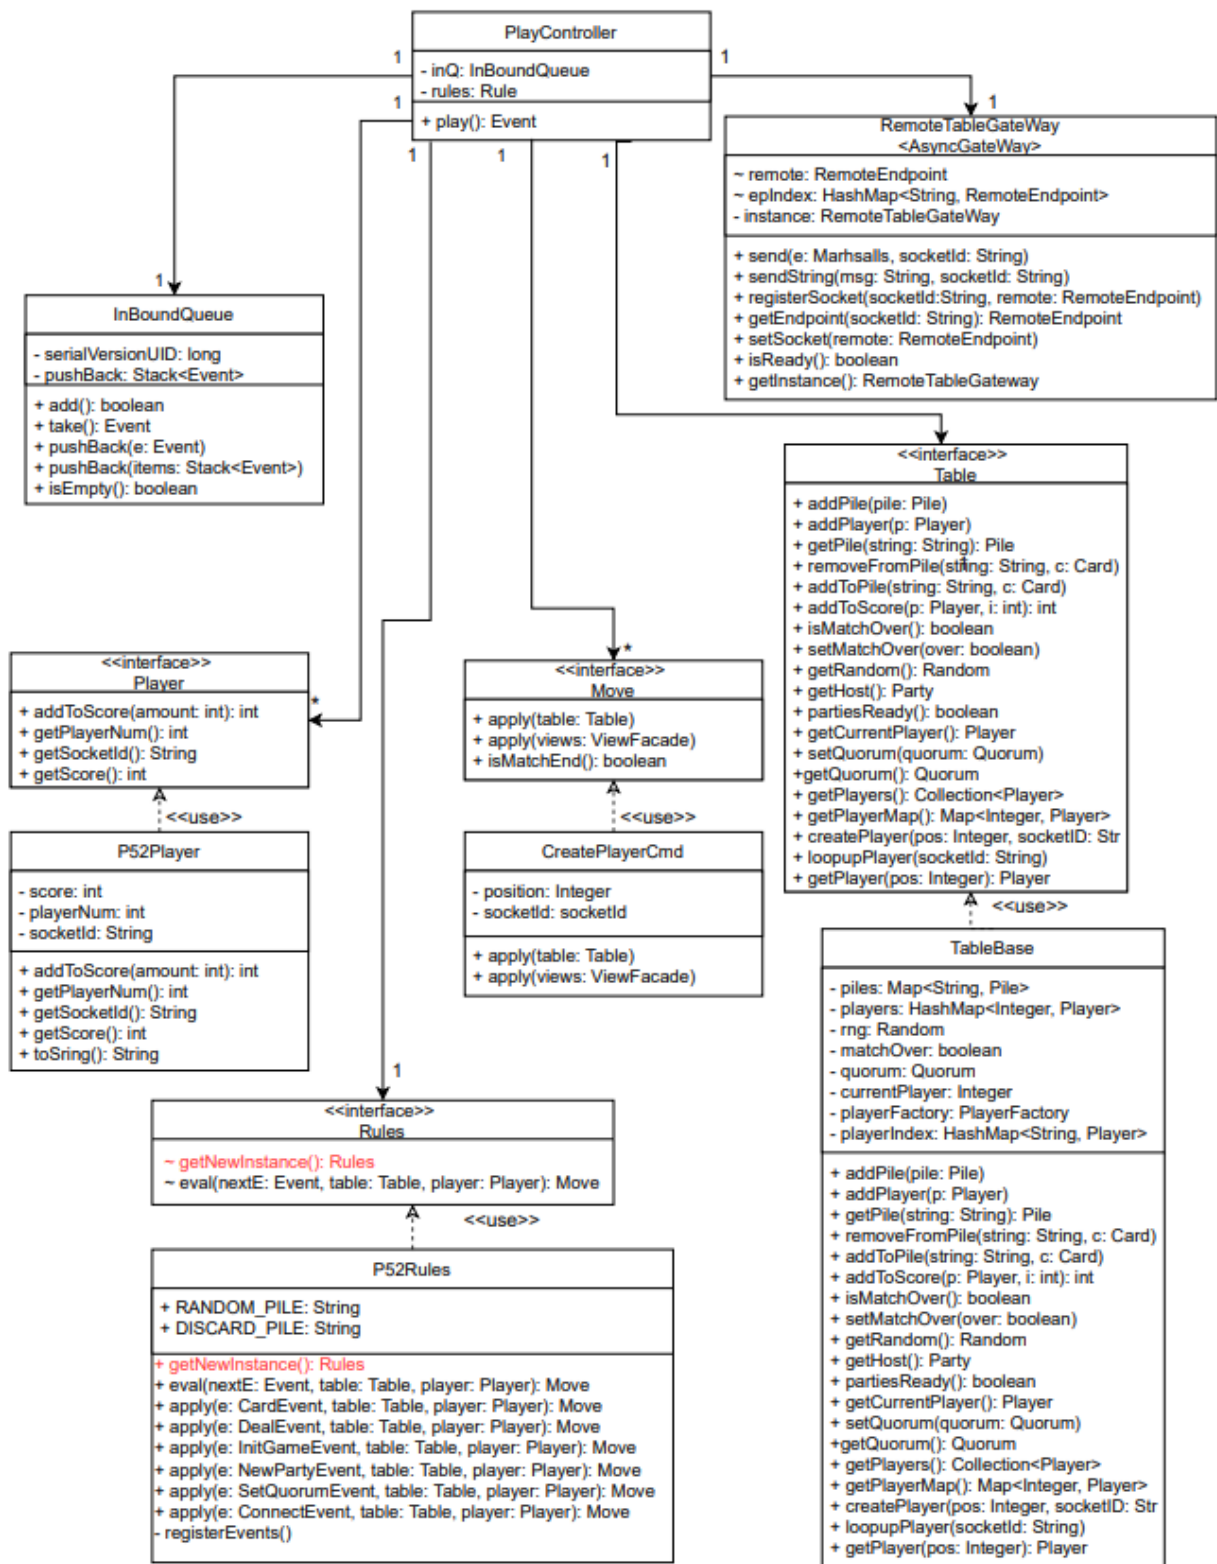 PlayController
- inQ: InBoundQueue
- rules: Rule
+ play(): Event
1
1
1
1
1
1
1
RemoteTableGateWay
<AsyncGateWay>
~ remote: RemoteEndpoint
~ epIndex: HashMap<String, RemoteEndpoint>
- instance: RemoteTableGateWay
+ send(e: Marhsalls, socketId: String)
+ sendString(msg: String, socketId: String)
+ registerSocket(socketId:String, remote: RemoteEndpoint)
+ getEndpoint(socketId: String): RemoteEndpoint
+ setSocket(remote: RemoteEndpoint)
+ isReady(): boolean
+ getInstance(): RemoteTableGateway
1
InBoundQueue
- serialVersionUID: long
- pushBack: Stack<Event>
+ add(): boolean
+ take(): Event
+ pushBack(e: Event)
+ pushBack(items: Stack<Event>)
+ isEmpty(): boolean
<<interface>>
Table
+ addPile(pile: Pile)
+ addPlayer(p: Player)
+ getPile(string: String): Pile
1
+ removeFromPile(string: String, c: Card)
+ addToPile(string: String, c: Card)
+ addToScore(p: Player, i: int): int
+ isMatchOver(): boolean
+ setMatchOver(over: boolean)
+ getRandom(): Random
+ getHost(): Party
+ partiesReady(): boolean
+ getCurrentPlayer(): Player
+ setQuorum(quorum: Quorum)
+getQuorum(): Quorum
+ getPlayers(): Collection<Player>
+ getPlayerMap(): Map<Integer, Player>
+ createPlayer(pos: Integer, socketID: Str
+ loopupPlayer(socketId: String)
+ getPlayer(pos: Integer): Player
<<interface>>
Player
*
+ addToScore(amount: int): int
+ getPlayerNum(): int
+ getSocketId(): String
+ getScore(): int
*
<<interface>>
Move
+ apply(table: Table)
+ apply(views: ViewFacade)
+ isMatchEnd(): boolean
<<use>>
<<use>>
<<use>>
P52Player
- score: int
- playerNum: int
- socketId: String
+ addToScore(amount: int): int
+ getPlayerNum(): int
+ getSocketId(): String
+ getScore(): int
+ toSring(): String
CreatePlayerCmd
- position: Integer
- socketId: socketId
+ apply(table: Table)
+ apply(views: ViewFacade)
TableBase
- piles: Map<String, Pile>
- players: HashMap<Integer, Player>
- rng: Random
- matchOver: boolean
- quorum: Quorum
- currentPlayer: Integer
- playerFactory: PlayerFactory
- playerIndex: HashMap<String, Player>
+ addPile(pile: Pile)
+ addPlayer(p: Player)
+ getPile(string: String): Pile
+ removeFromPile(string: String, c: Card)
+ addToPile(string: String, c: Card)
+ addToScore(p: Player, i: int): int
+ isMatchOver(): boolean
+ setMatchOver(over: boolean)
+ getRandom(): Random
+ getHost(): Party
+ partiesReady(): boolean
+ getCurrentPlayer(): Player
+ setQuorum(quorum: Quorum)
+getQuorum(): Quorum
+ getPlayers(): Collection<Player>
+ getPlayerMap(): Map<Integer, Player>
+ createPlayer(pos: Integer, socketID: Str
+ loopupPlayer(socketId: String)
+ getPlayer(pos: Integer): Player
1
<<interface>>
Rules
~ getNewInstance(): Rules
~ eval(nextE: Event, table: Table, player: Player): Move
<<use>>
P52Rules
+ RANDOM_PILE: String
+ DISCARD_PILE: String
+ getNewInstance(): Rules
+ eval(nextE: Event, table: Table, player: Player): Move
+ apply(e: CardEvent, table: Table, player: Player): Move
+ apply(e: DealEvent, table: Table, player: Player): Move
+ apply(e: InitGameEvent, table: Table, player: Player): Move
+ apply(e: NewPartyEvent, table: Table, player: Player): Move
+ apply(e: SetQuorumEvent, table: Table, player: Player): Move
+ apply(e: ConnectEvent, table: Table, player: Player): Move
- registerEvents()